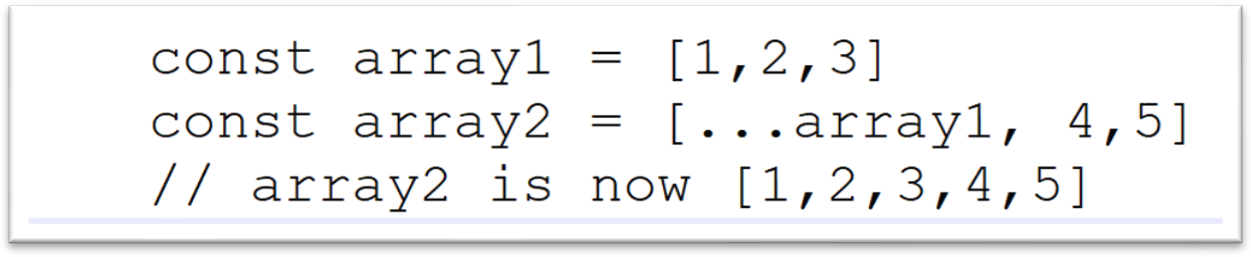 const array1 = [1,2,3]
const array2 = [...array1, 4,5]
// array2 is now [1,2,3,4,5]